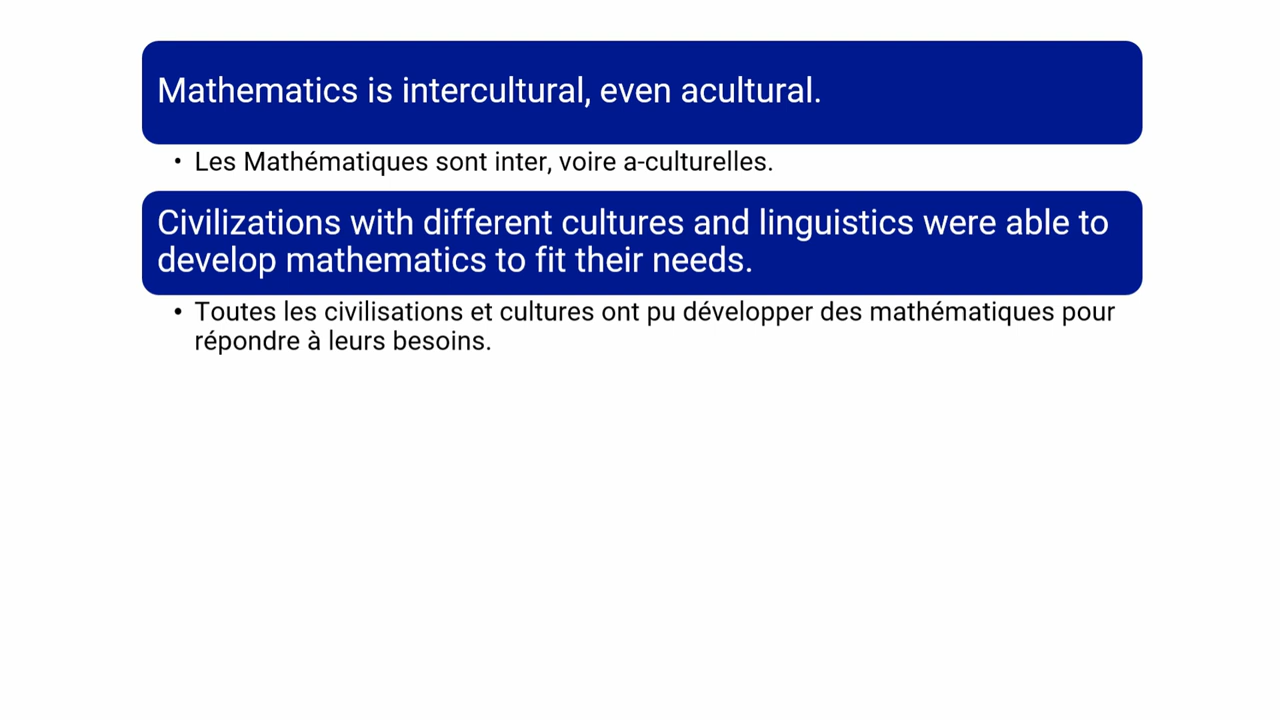 Mathematics is intercultural, even acultural.
• Les Mathématiques sont inter, voire a-culturelles.
Civilizations with different cultures and linguistics were able to
develop mathematics to fit their needs.
• Toutes les civilisations et cultures ont pu développer des mathématiques pour
répondre à leurs besoins.